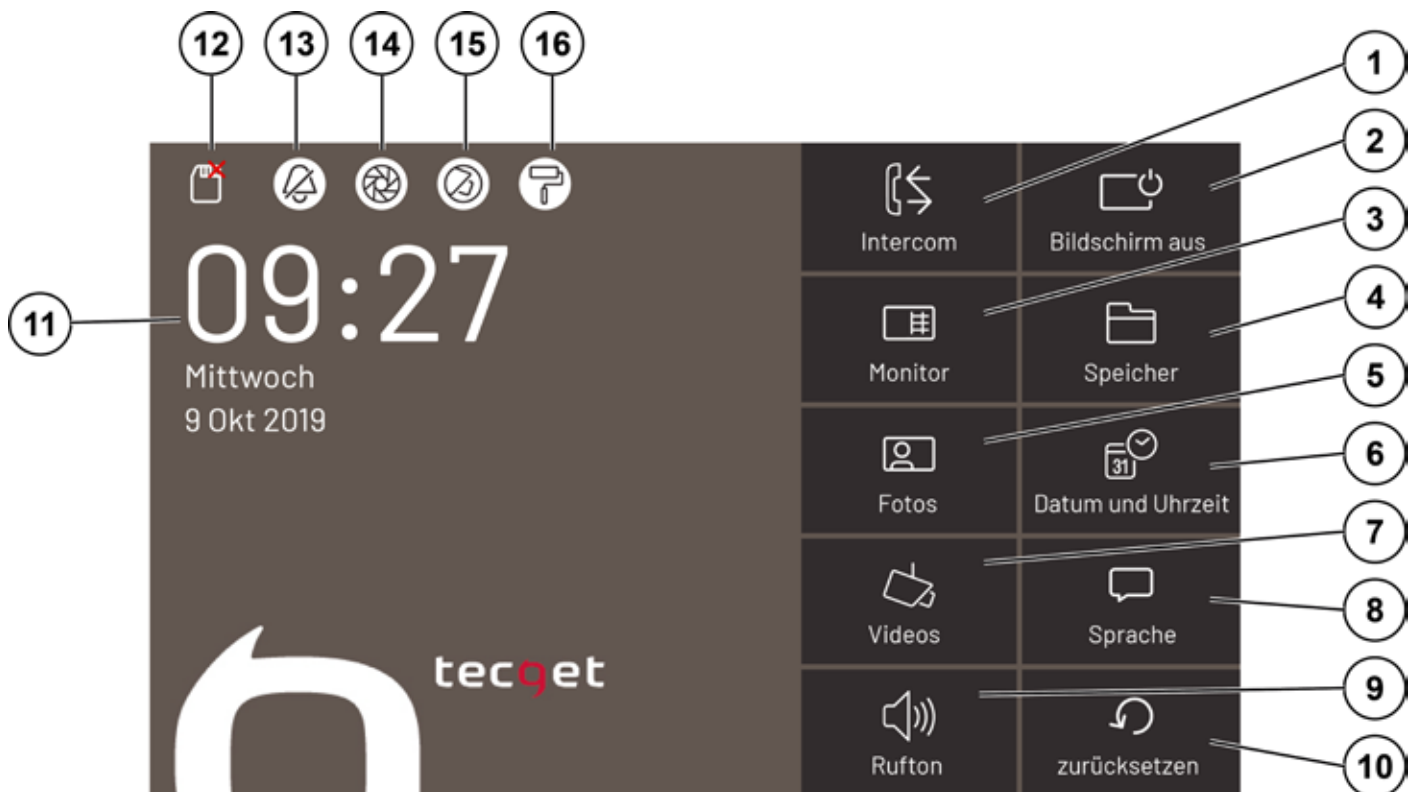 12 13 14 15 16
1
2
3
4
5
6
7
8
9
10
11
09:27
Mittwoch
9 Okt 2019
tecget
Intercom
Bildschirm aus
Monitor
Speicher
Fotos
31
Datum und Uhrzeit
Videos
Sprache
Rufton
zurücksetzen